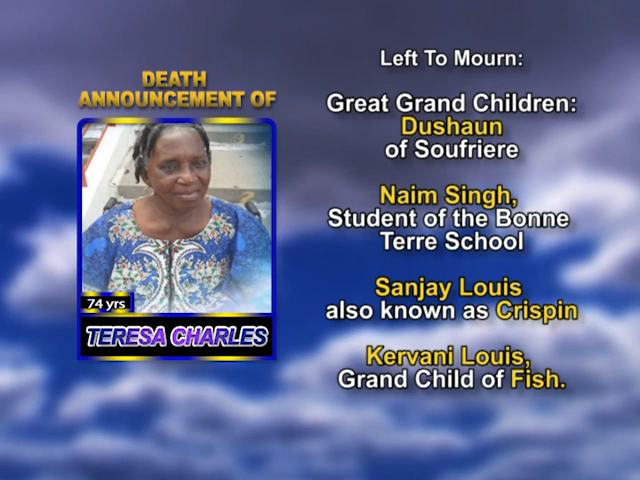 DEATH
ANNOUNCEMENT OF
74 yrs
TERESA CHARLES
Left To Mourn:
Great Grand Children:
Dushaun
of Soufriere
Naim Singh,
Student of the Bonne
Terre School
Sanjay Louis
also known as Crispin
Kervani Louis,
Grand Child of Fish.